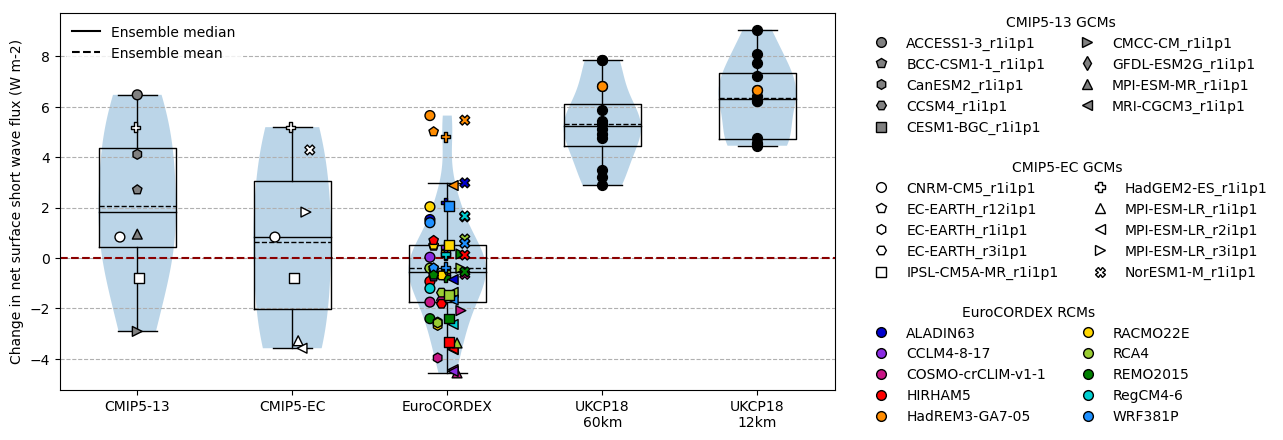 Change in net surface short wave flux (W m-2)
8
6
4
2
0
−2
−4
Ensemble median
Ensemble mean
CMIP5-13
CMIP5-EC
EuroCORDEX
UKCP18
60km
UKCP18
12km
CMIP5-13 GCMs
ACCESS1-3_r1i1p1
BCC-CSM1-1_r1i1p1
CanESM2_r1i1p1
CCSM4_r1i1p1
CESM1-BGC_r1i1p1
CMCC-CM_r1i1p1
GFDL-ESM2G_r1i1p1
MPI-ESM-MR_r1i1p1
MRI-CGCM3_r1i1p1
CMIP5-EC GCMs
CNRM-CM5_r1i1p1
EC-EARTH_r12i1p1
EC-EARTH_r1i1p1
EC-EARTH_r3i1p1
IPSL-CM5A-MR_r1i1p1
HadGEM2-ES_r1i1p1
MPI-ESM-LR_r1i1p1
MPI-ESM-LR_r2i1p1
MPI-ESM-LR_r3i1p1
NorESM1-M_r1i1p1
EuroCORDEX RCMs
ALADIN63
CCLM4-8-17
COSMO-crCLIM-v1-1
HIRHAM5
HadREM3-GA7-05
RACMO22E
RCA4
REMO2015
RegCM4-6
WRF381P